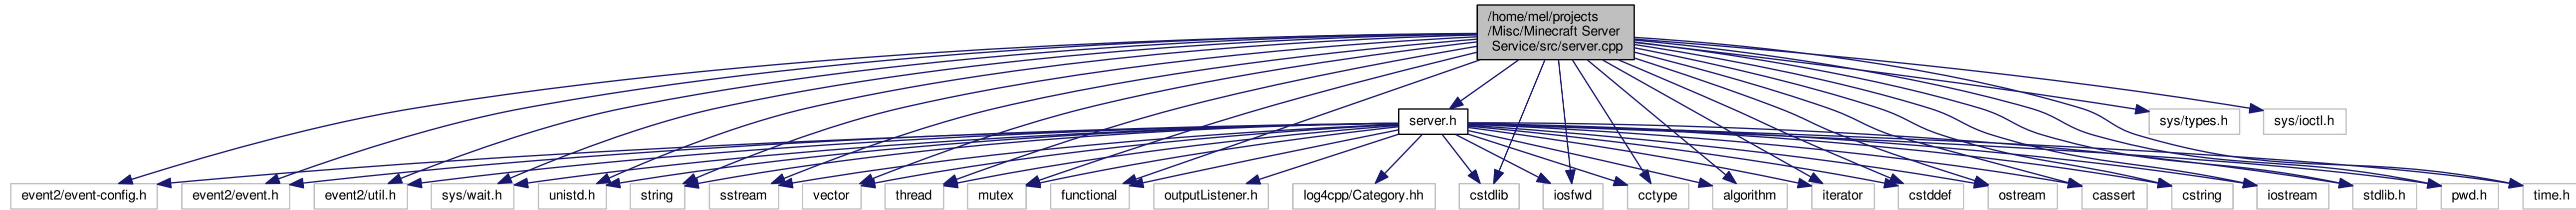 /home/mel/projects
/Misc/Minecraft Server
Service/src/server.cpp
server.h
sys/types.h
sys/ioctl.h
event2/event-config.h
event2/event.h
event2/util.h
sys/wait.h
unistd.h
string
sstream
vector
thread
mutex
functional
outputListener.h
log4cpp/Category.hh
cstdlib
iosfwd
cctype
algorithm
iterator
cstddef
ostream
cassert
cstring
iostream
stdlib.h
pwd.h
time.h